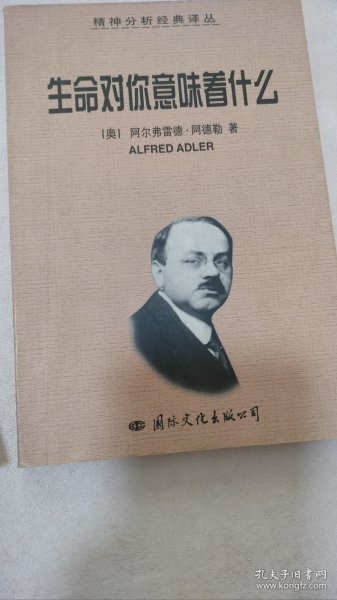 精神分析经典译丛
生命对你意味着什么
[奥] 阿尔弗雷德·阿德勒 著
ALFRED ADLER
国际文化出版公司
孔夫子旧书网
www.kongfz.com